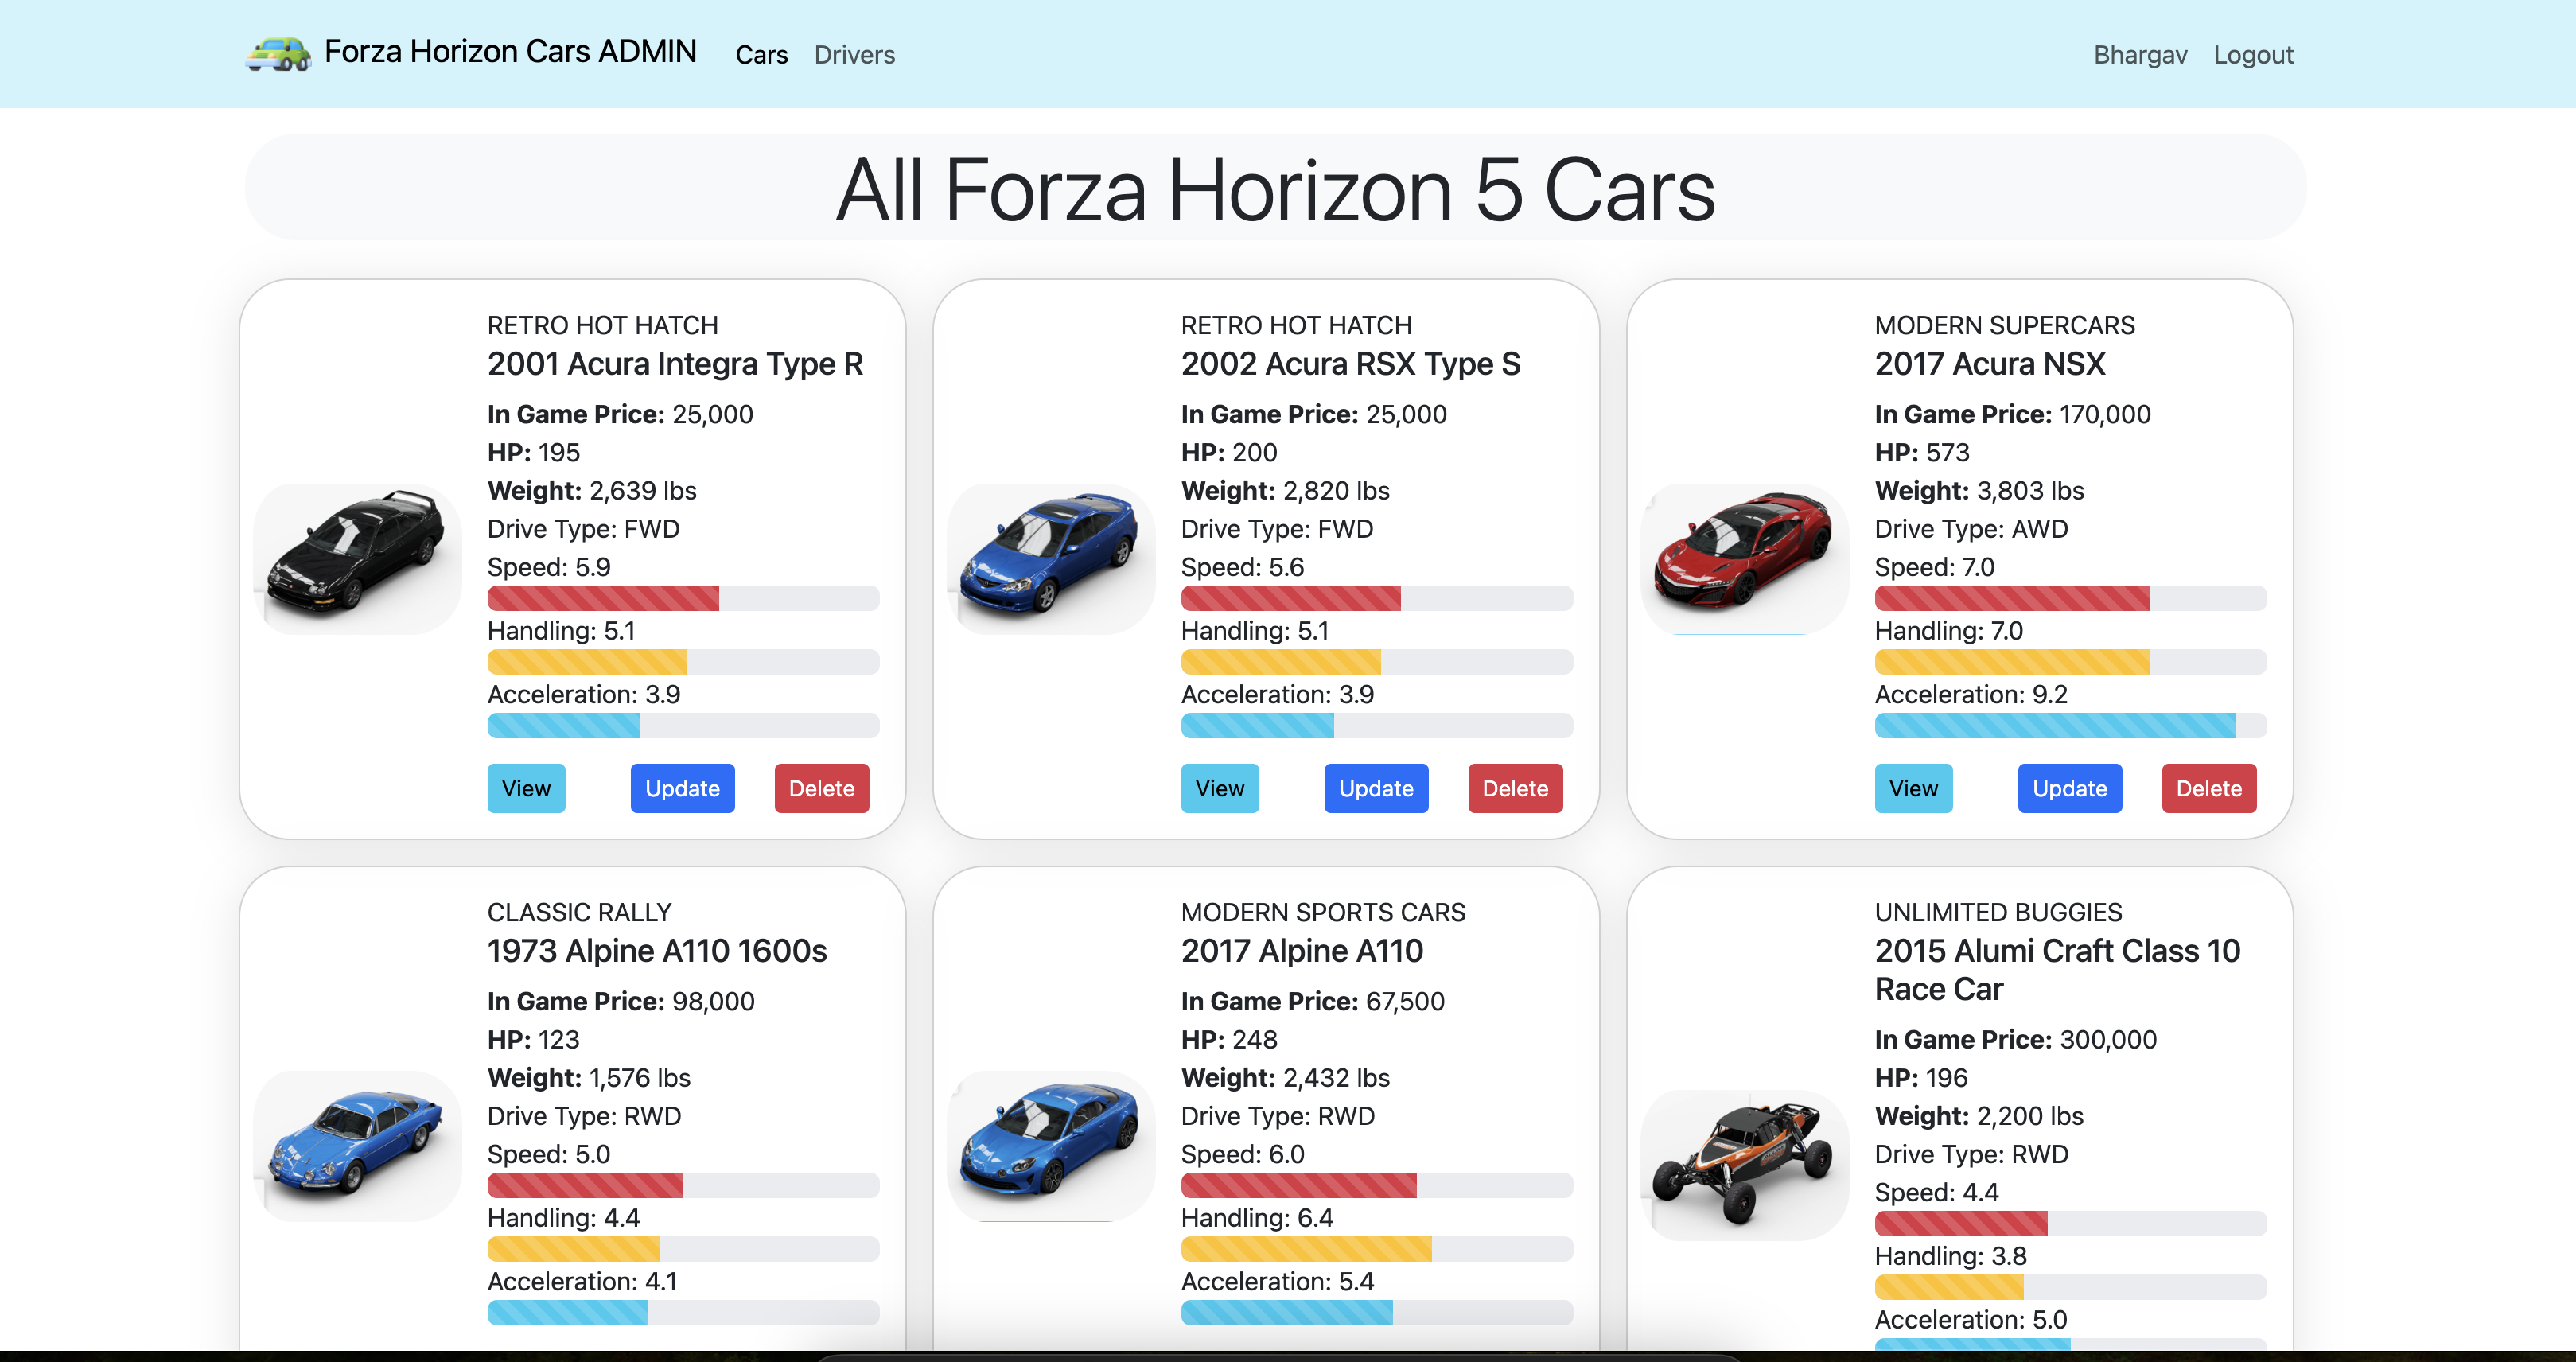 Forza Horizon Cars ADMIN
Cars
Drivers
Bhargav
Logout
All Forza Horizon 5 Cars
RETRO HOT HATCH
2001 Acura Integra Type R
In Game Price: 25,000
HP: 195
Weight: 2,639 lbs
Drive Type: FWD
Speed: 5.9
Handling: 5.1
Acceleration: 3.9
View
Update
Delete
RETRO HOT HATCH
2002 Acura RSX Type S
In Game Price: 25,000
HP: 200
Weight: 2,820 lbs
Drive Type: FWD
Speed: 5.6
Handling: 5.1
Acceleration: 3.9
View
Update
Delete
MODERN SUPERCARS
2017 Acura NSX
In Game Price: 170,000
HP: 573
Weight: 3,803 lbs
Drive Type: AWD
Speed: 7.0
Handling: 7.0
Acceleration: 9.2
View
Update
Delete
CLASSIC RALLY
1973 Alpine A110 1600s
In Game Price: 98,000
HP: 123
Weight: 1,576 lbs
Drive Type: RWD
Speed: 5.0
Handling: 4.4
Acceleration: 4.1
MODERN SPORTS CARS
2017 Alpine A110
In Game Price: 67,500
HP: 248
Weight: 2,432 lbs
Drive Type: RWD
Speed: 6.0
Handling: 6.4
Acceleration: 5.4
UNLIMITED BUGGIES
2015 Alumi Craft Class 10
Race Car
In Game Price: 300,000
HP: 196
Weight: 2,200 lbs
Drive Type: RWD
Speed: 4.4
Handling: 3.8
Acceleration: 5.0